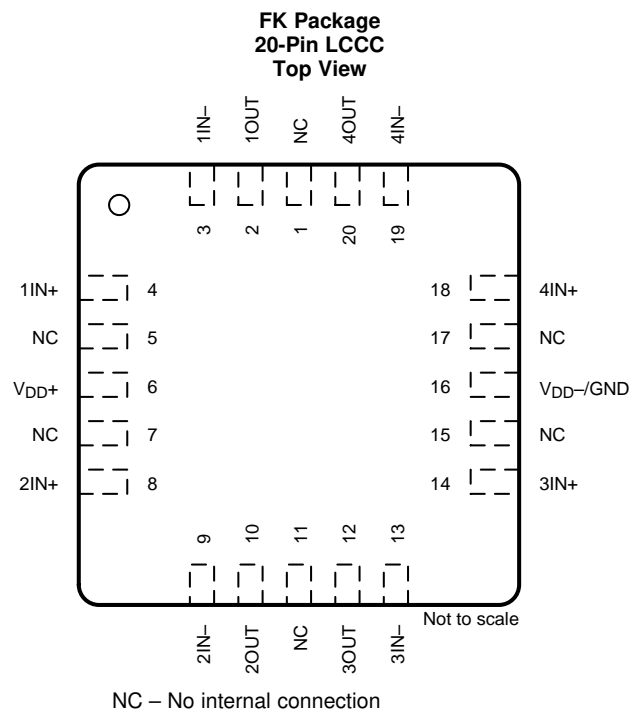 FK Package
20-Pin LCCC
Top View
1IN–
1OUT
NC
4OUT
4IN–
3
2
1
20
19
1IN+
4
18
4IN+
NC
5
17
NC
VDD+
6
16
VDD–/GND
NC
7
15
NC
2IN+
8
14
3IN+
9
10
11
12
13
2IN–
2OUT
NC
3OUT
3IN–
Not to scale
NC – No internal connection